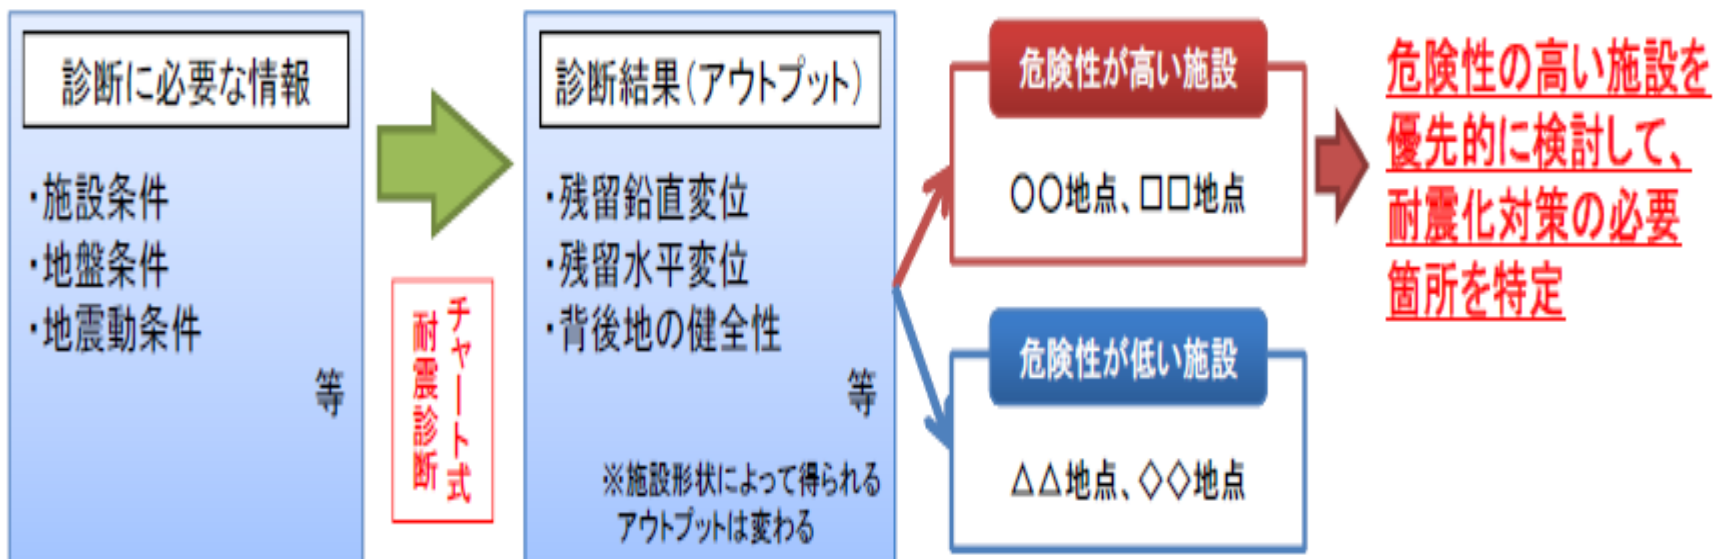 診断に必要な情報
・施設条件
・地盤条件
・地震動条件
等
チャート式
耐震診断
診断結果(アウトプット)
・残留鉛直変位
・残留水平変位
・背後地の健全性
等
※施設形状によって得られる
アウトプットは変わる
危険性が高い施設
〇〇地点、□□地点
危険性が低い施設
△△地点、◇◇地点
危険性の高い施設を
優先的に検討して、
耐震化対策の必要
箇所を特定